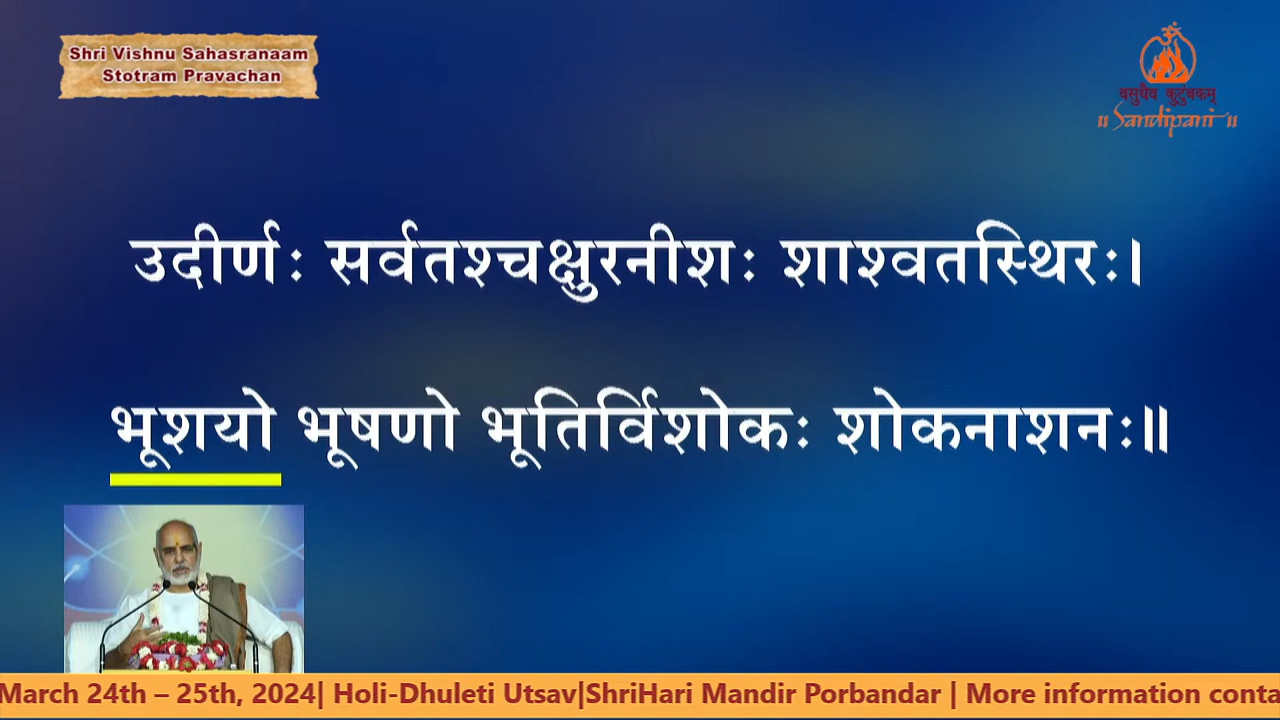 Shri Vishnu Sahasranaam
Stotram Pravachan
वसुधैव कुटुंबकम्
॥ Sandipani ॥
उदीर्णः सर्वतश्चक्षुरनीशः शाश्वतस्थिरः।
भूशयो भूषणो भूतिर्विशोकः शोकनाशनः॥
March 24th – 25th, 2024| Holi-Dhuleti Utsav|ShriHari Mandir Porbandar | More information conta